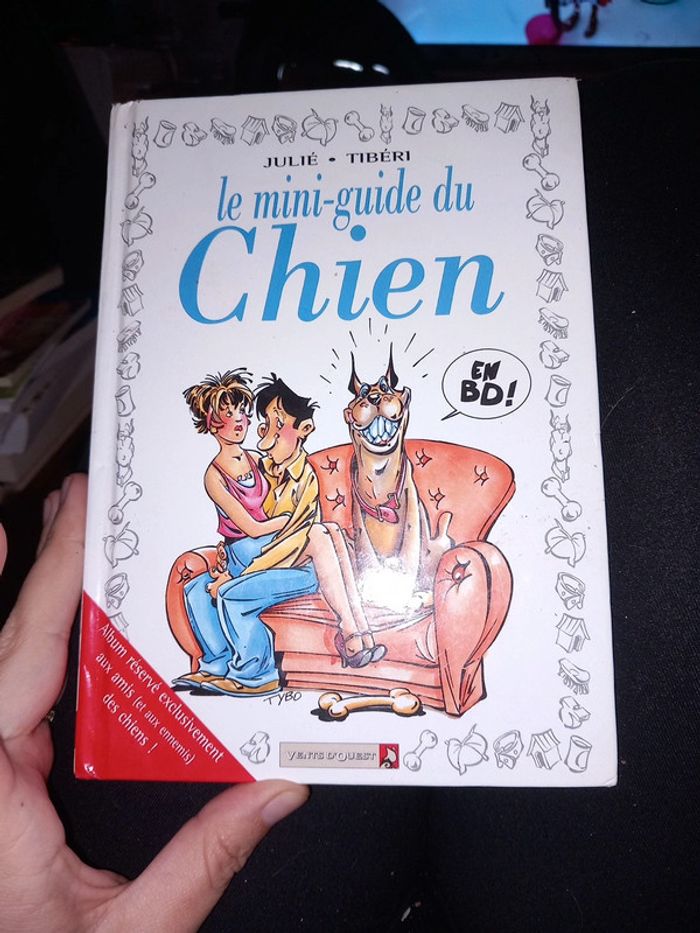 JULIÉ • TIBÉRI
le mini-guide du
Chien
EN
BD!
TYBO
Album réservé exclusivement
aux amis (et aux ennemis)
des chiens !
VENTS D'OUEST